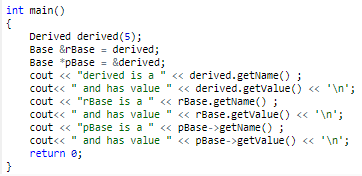 int main()
{
Derived derived(5);
Base &rBase = derived;
Base *pBase = &derived;
cout << "derived is a " << derived.getName() ;
cout<< " and has value " << derived.getValue() << '\n';
cout << "rBase is a " << rBase.getName() ;
cout<< " and has value " << rBase.getValue() << '\n';
cout << "pBase is a " << pBase->getName() ;
cout<< " and has value " << pBase->getValue() << '\n';
return 0;
}